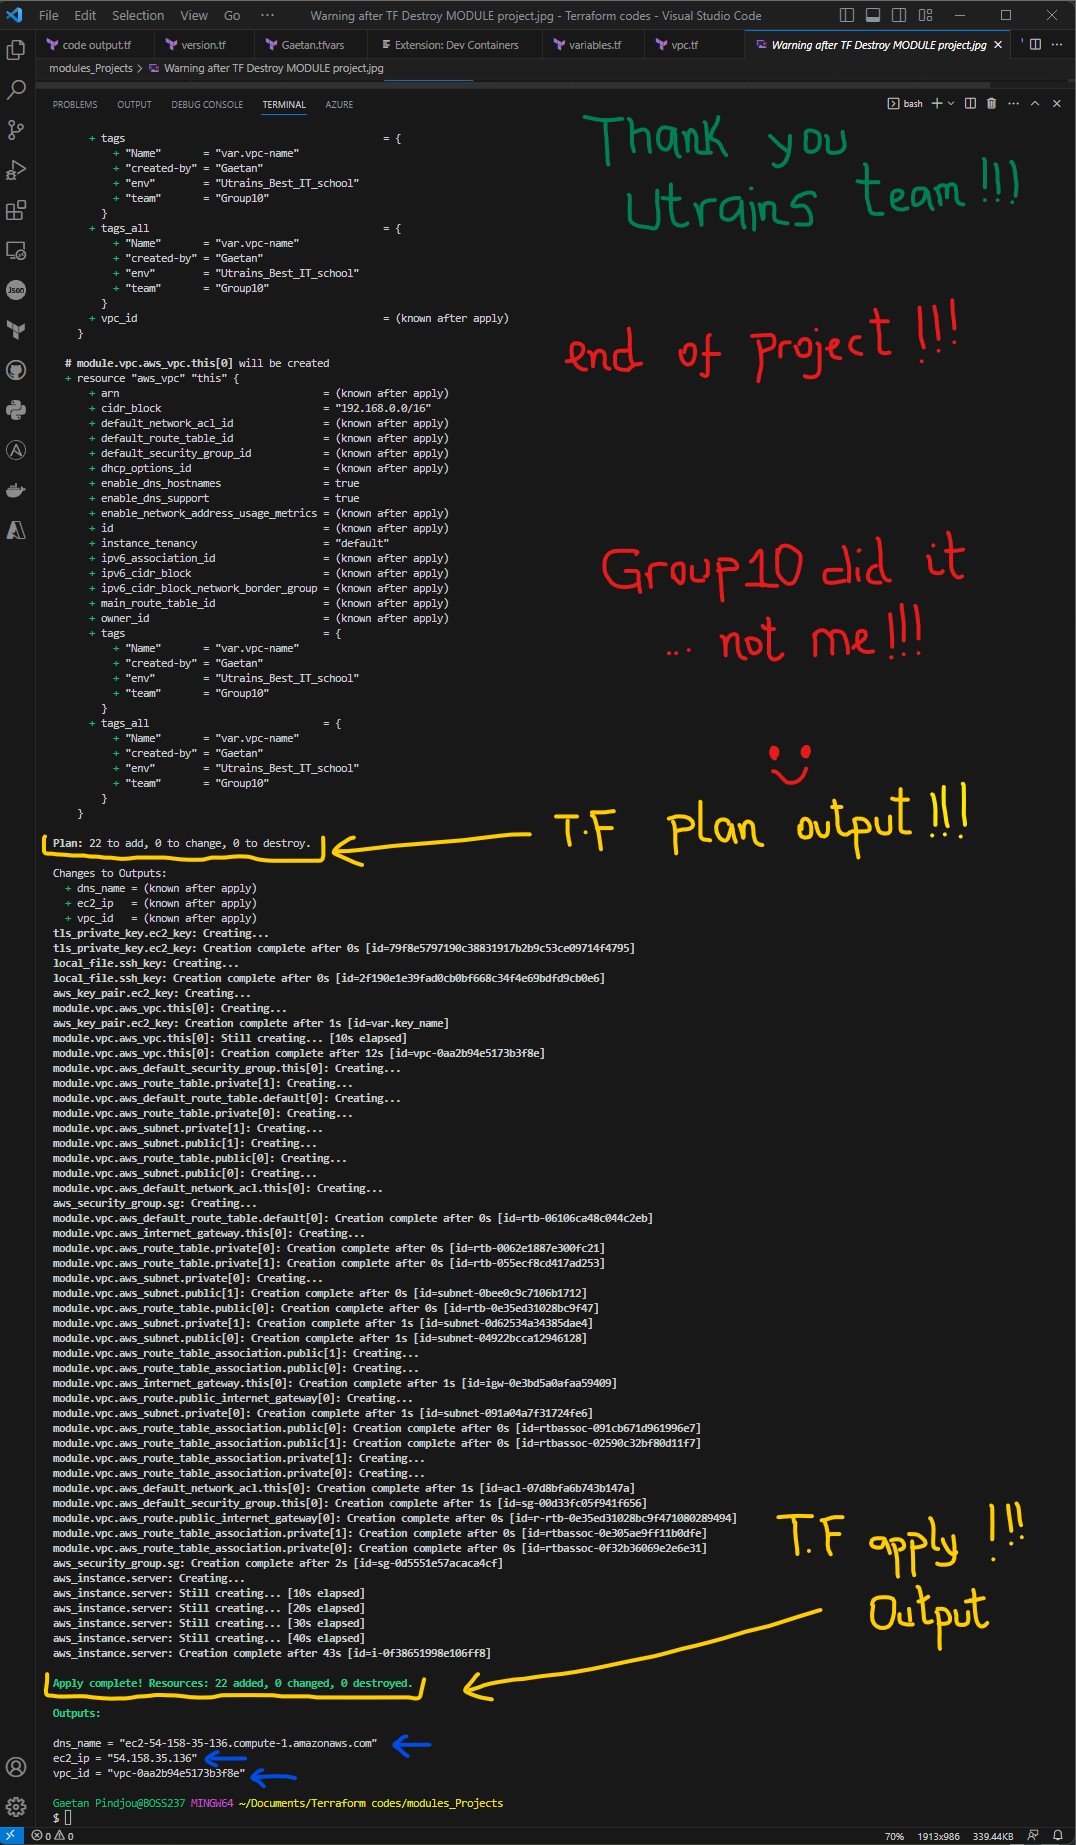 File Edit Selection View Go ··· Warning after TF Destroy MODULE project.jpg - Terraform codes - Visual Studio Code
code output.tf version.tf Gaetan.tfvars Extension: Dev Containers variables.tf vpc.tf Warning after TF Destroy MODULE project.jpg
modules_Projects > Warning after TF Destroy MODULE project.jpg
PROBLEMS OUTPUT DEBUG CONSOLE TERMINAL AZURE bash
+ tags = {
+ "Name" = "var.vpc-name"
+ "created-by" = "Gaetan"
+ "env" = "Utrains_Best_IT_school"
+ "team" = "Group10"
}
+ tags_all = {
+ "Name" = "var.vpc-name"
+ "created-by" = "Gaetan"
+ "env" = "Utrains_Best_IT_school"
+ "team" = "Group10"
}
+ vpc_id = (known after apply)
}
Thank you
Utrains team!!!
end of project!!!
# module.vpc.aws_vpc.this[0] will be created
+ resource "aws_vpc" "this" {
+ arn = (known after apply)
+ cidr_block = "192.168.0.0/16"
+ default_network_acl_id = (known after apply)
+ default_route_table_id = (known after apply)
+ default_security_group_id = (known after apply)
+ dhcp_options_id = (known after apply)
+ enable_dns_hostnames = true
+ enable_dns_support = true
+ enable_network_address_usage_metrics = (known after apply)
+ id = (known after apply)
+ instance_tenancy = "default"
+ ipv6_association_id = (known after apply)
+ ipv6_cidr_block = (known after apply)
+ ipv6_cidr_block_network_border_group = (known after apply)
+ main_route_table_id = (known after apply)
+ owner_id = (known after apply)
+ tags = {
+ "Name" = "var.vpc-name"
+ "created-by" = "Gaetan"
+ "env" = "Utrains_Best_IT_school"
+ "team" = "Group10"
}
+ tags_all = {
+ "Name" = "var.vpc-name"
+ "created-by" = "Gaetan"
+ "env" = "Utrains_Best_IT_school"
+ "team" = "Group10"
}
}
Group10 did it
... not me!!!
Plan: 22 to add, 0 to change, 0 to destroy.
T.F plan output!!!
Changes to Outputs:
+ dns_name = (known after apply)
+ ec2_ip = (known after apply)
+ vpc_id = (known after apply)
tls_private_key.ec2_key: Creating...
tls_private_key.ec2_key: Creation complete after 0s [id=79f8e5797190c38831917b2b9c53ce09714f4795]
local_file.ssh_key: Creating...
local_file.ssh_key: Creation complete after 0s [id=2f190e1e39fad0cb0bf668c34f4e69bdfd9cb0e6]
aws_key_pair.ec2_key: Creating...
module.vpc.aws_vpc.this[0]: Creating...
aws_key_pair.ec2_key: Creation complete after 1s [id=var.key_name]
module.vpc.aws_vpc.this[0]: Still creating... [10s elapsed]
module.vpc.aws_vpc.this[0]: Creation complete after 12s [id=vpc-0aa2b94e5173b3f8e]
module.vpc.aws_default_security_group.this[0]: Creating...
module.vpc.aws_route_table.private[1]: Creating...
module.vpc.aws_default_route_table.default[0]: Creating...
module.vpc.aws_route_table.private[0]: Creating...
module.vpc.aws_subnet.private[1]: Creating...
module.vpc.aws_subnet.public[1]: Creating...
module.vpc.aws_route_table.public[0]: Creating...
module.vpc.aws_subnet.public[0]: Creating...
module.vpc.aws_default_network_acl.this[0]: Creating...
aws_security_group.sg: Creating...
module.vpc.aws_default_route_table.default[0]: Creation complete after 0s [id=rtb-06106ca48c044c2eb]
module.vpc.aws_internet_gateway.this[0]: Creating...
module.vpc.aws_route_table.private[0]: Creation complete after 0s [id=rtb-0062e1887e300fc21]
module.vpc.aws_route_table.private[1]: Creation complete after 0s [id=rtb-055ecf8cd417ad253]
module.vpc.aws_subnet.private[0]: Creating...
module.vpc.aws_subnet.public[1]: Creation complete after 0s [id=subnet-0bee0c9c7106b1712]
module.vpc.aws_route_table.public[0]: Creation complete after 0s [id=rtb-0e35ed31028bc9f47]
module.vpc.aws_subnet.private[1]: Creation complete after 1s [id=subnet-0d62534a34385dae4]
module.vpc.aws_subnet.public[0]: Creation complete after 1s [id=subnet-04922bcca12946128]
module.vpc.aws_route_table_association.public[1]: Creating...
module.vpc.aws_route_table_association.public[0]: Creating...
module.vpc.aws_internet_gateway.this[0]: Creation complete after 1s [id=igw-0e3bd5a0afaa59409]
module.vpc.aws_route.public_internet_gateway[0]: Creating...
module.vpc.aws_subnet.private[0]: Creation complete after 1s [id=subnet-091a04a7f31724fe6]
module.vpc.aws_route_table_association.public[0]: Creation complete after 0s [id=rtbassoc-091cb671d961996e7]
module.vpc.aws_route_table_association.public[1]: Creation complete after 0s [id=rtbassoc-02590c32bf80d11f7]
module.vpc.aws_route_table_association.private[1]: Creating...
module.vpc.aws_route_table_association.private[0]: Creating...
module.vpc.aws_default_network_acl.this[0]: Creation complete after 1s [id=acl-07d8bfa6b743b147a]
module.vpc.aws_default_security_group.this[0]: Creation complete after 1s [id=sg-00d33fc05f941f656]
module.vpc.aws_route.public_internet_gateway[0]: Creation complete after 0s [id=r-rtb-0e35ed31028bc9f471080289494]
module.vpc.aws_route_table_association.private[1]: Creation complete after 0s [id=rtbassoc-0e305ae9ff11b0dfe]
module.vpc.aws_route_table_association.private[0]: Creation complete after 0s [id=rtbassoc-0f32b36069e2e6e31]
aws_security_group.sg: Creation complete after 2s [id=sg-0d5551e57acaca4cf]
aws_instance.server: Creating...
aws_instance.server: Still creating... [10s elapsed]
aws_instance.server: Still creating... [20s elapsed]
aws_instance.server: Still creating... [30s elapsed]
aws_instance.server: Still creating... [40s elapsed]
aws_instance.server: Creation complete after 43s [id=i-0f38651998e106ff8]
T.F apply !!!
Output
Apply complete! Resources: 22 added, 0 changed, 0 destroyed.
Outputs:
dns_name = "ec2-54-158-35-136.compute-1.amazonaws.com"
ec2_ip = "54.158.35.136"
vpc_id = "vpc-0aa2b94e5173b3f8e"
Gaetan Pindjou@BOSS237 MINGW64 ~/Documents/Terraform codes/modules_Projects
$
0 0 70% 1913x986 339.44KB